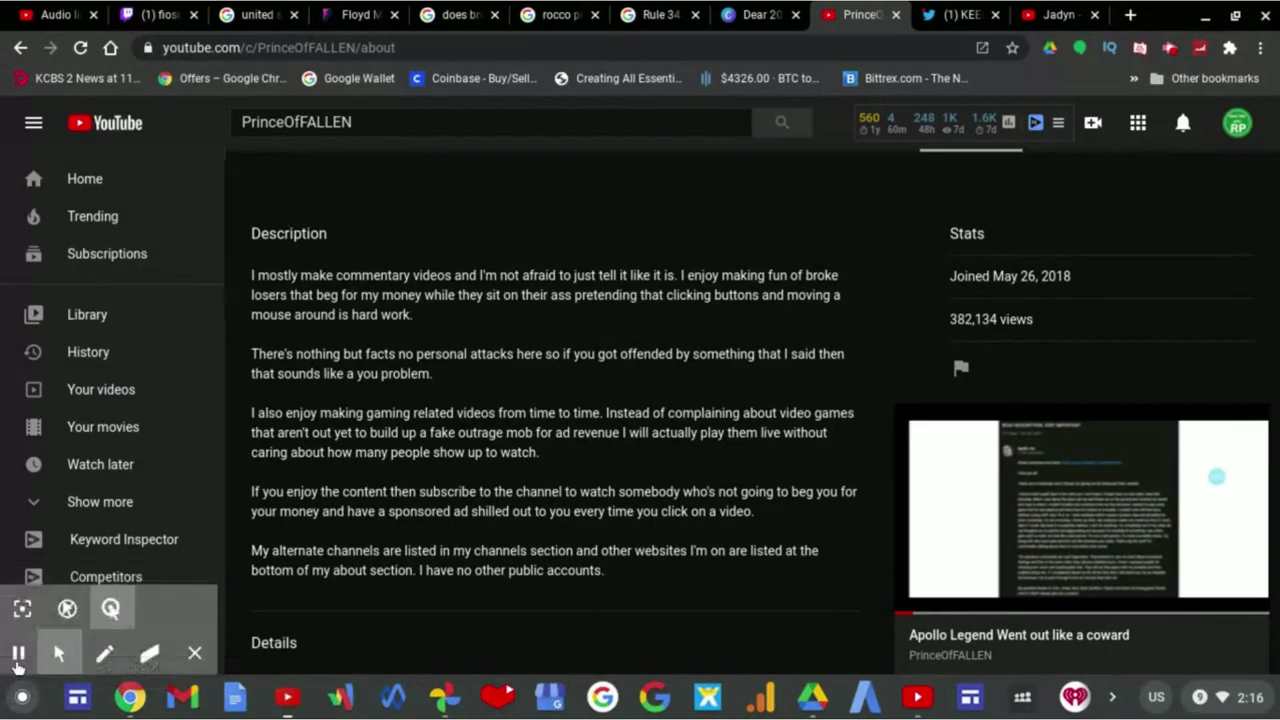 Audio li
(1) fios
united s
Floyd M
does br
rocco p
Rule 34
Dear 20
PrinceO
(1) KEE
Jadyn
youtube.com/c/PrinceOfFALLEN/about
KCBS 2 News at 11...
Offers – Google Chr...
Google Wallet
Coinbase - Buy/Sell...
Creating All Essenti...
$4326.00 - BTC to...
Bittrex.com - The N...
»
Other bookmarks
YouTube
PrinceOfFALLEN
560 4 248 1K 1.6K
1y 60m 48h 7d 7d
RP
Home
Trending
Subscriptions
Library
History
Your videos
Your movies
Watch later
Show more
Keyword Inspector
Competitors
Description
I mostly make commentary videos and I'm not afraid to just tell it like it is. I enjoy making fun of broke
losers that beg for my money while they sit on their ass pretending that clicking buttons and moving a
mouse around is hard work.
There's nothing but facts no personal attacks here so if you got offended by something that I said then
that sounds like a you problem.
I also enjoy making gaming related videos from time to time. Instead of complaining about video games
that aren't out yet to build up a fake outrage mob for ad revenue I will actually play them live without
caring about how many people show up to watch.
If you enjoy the content then subscribe to the channel to watch somebody who's not going to beg you for
your money and have a sponsored ad shilled out to you every time you click on a video.
My alternate channels are listed in my channels section and other websites I'm on are listed at the
bottom of my about section. I have no other public accounts.
Details
Stats
Joined May 26, 2018
382,134 views
Apollo Legend Went out like a coward
PrinceOfFALLEN
US
9
2:16